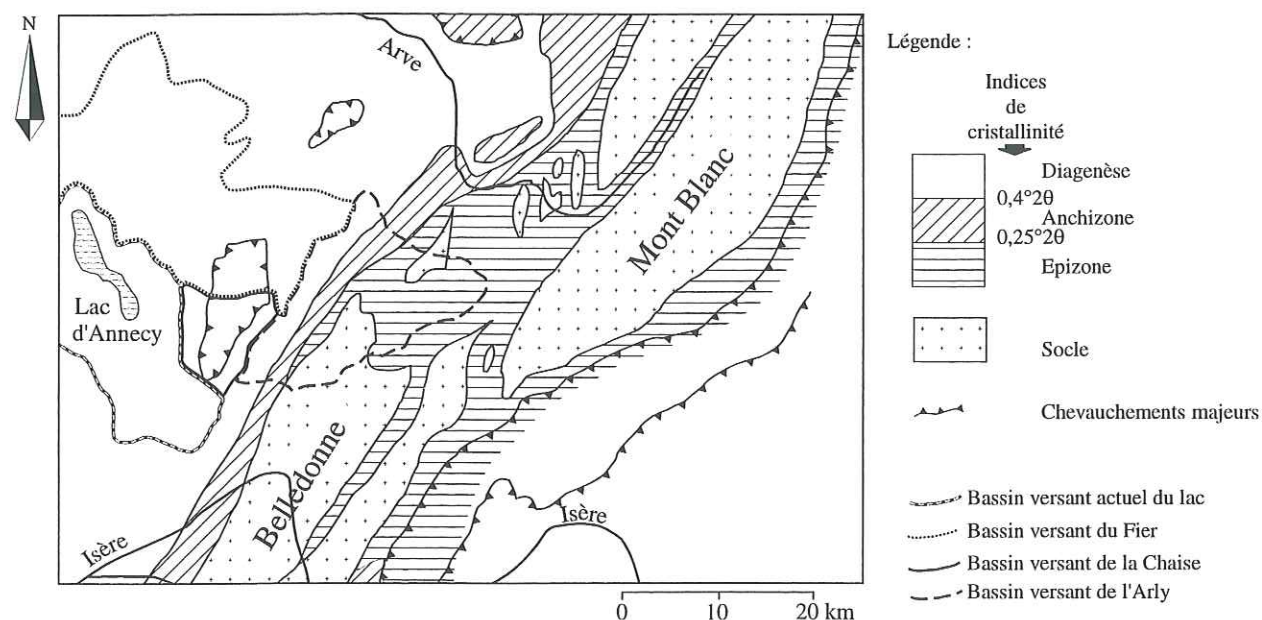 N
Arve
Mont Blanc
Lac
d'Annecy
Belledonne
Isère
Isère
0 10 20 km
Légende :
Indices
de
cristallinité
Diagenèse
0,4°2θ
Anchizone
0,25°2θ
Epizone
Socle
Chevauchements majeurs
Bassin versant actuel du lac
Bassin versant du Fier
Bassin versant de la Chaise
Bassin versant de l'Arly